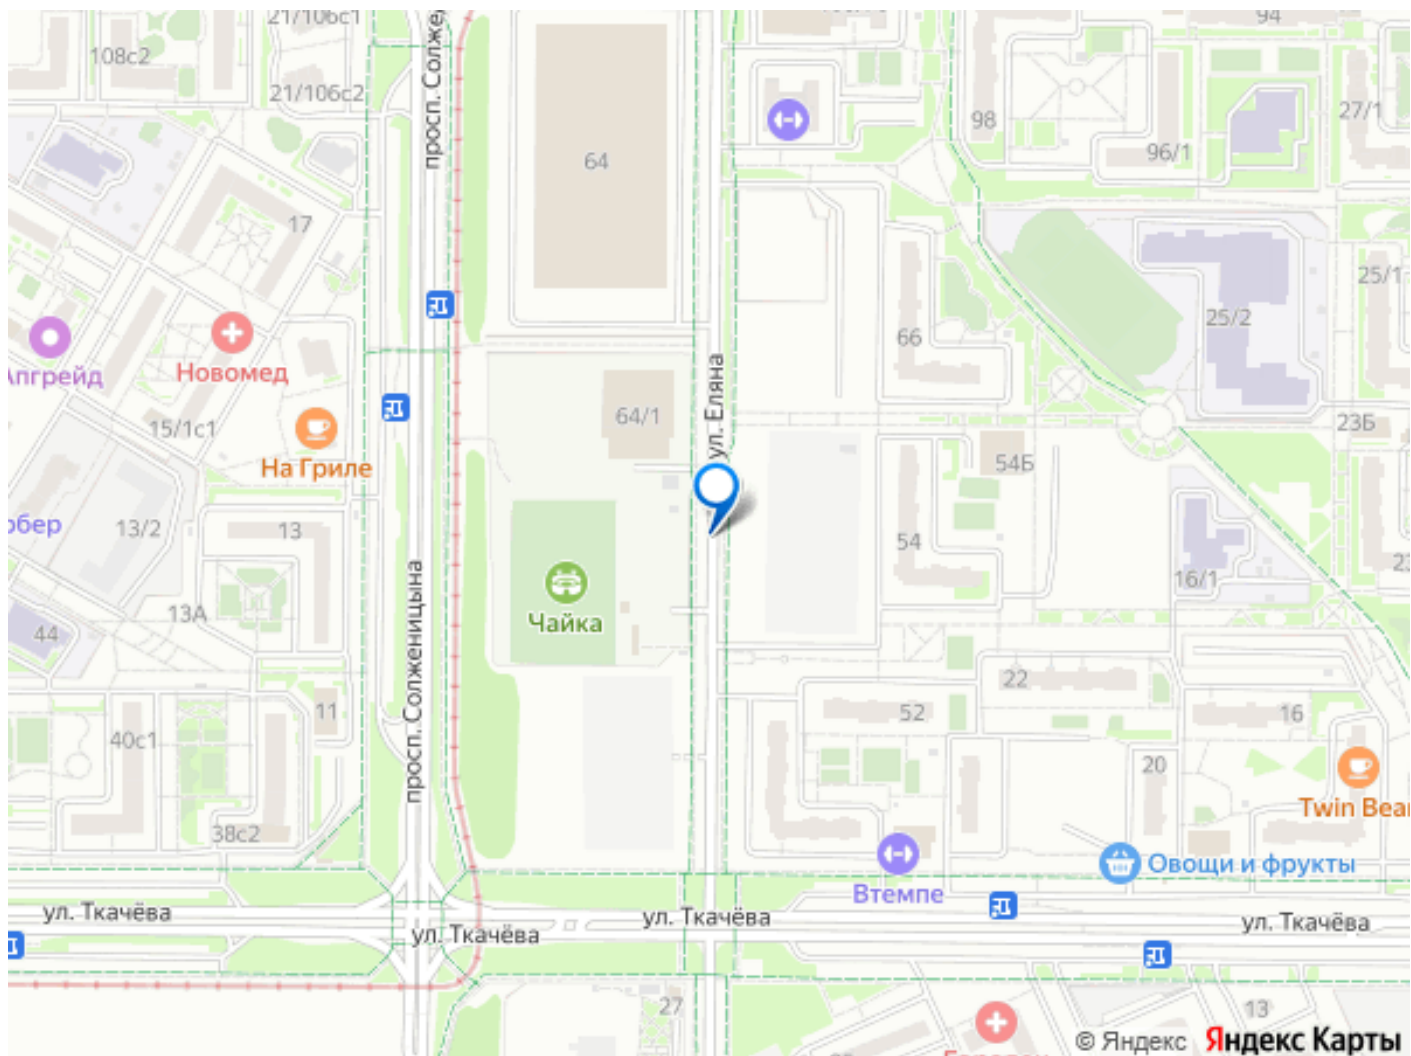 21/106с1
94
108с2
просп. Солже
21/106с2
27/1
98
96/1
64
17
25/1
25/2
66
ул. Еляна
Новомед
Апгрейд
64/1
15/1с1
23Б
На Гриле
54Б
13/2
13
54
16/1
Чайка
13А
44
просп. Солженицына
22
11
52
16
40с1
20
38с2
Twin Bear
Овощи и фрукты
Втемпе
ул. Ткачёва
ул. Ткачёва
ул. Ткачёва
ул. Ткачёва
27
13
© Яндекс Яндекс Карты